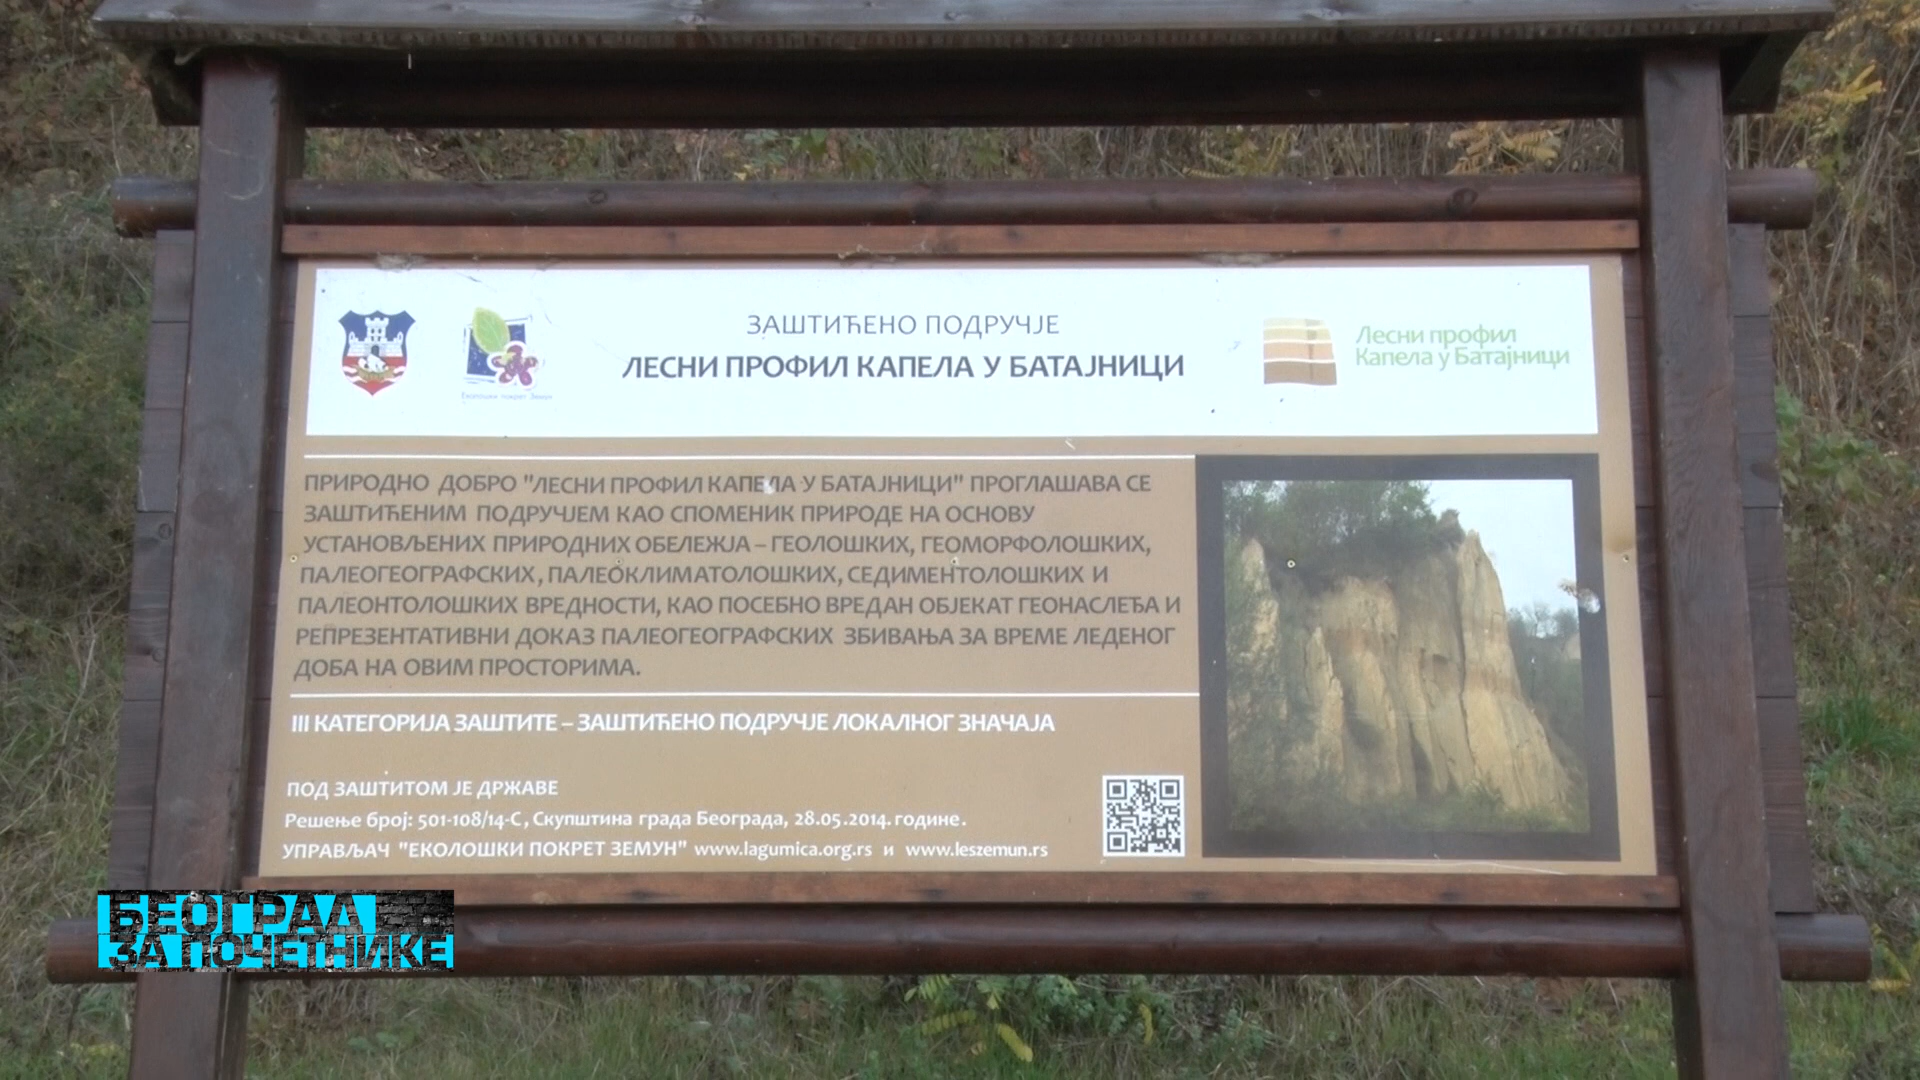 ЗАШТИЋЕНО ПОДРУЧЈЕ
ЛЕСНИ ПРОФИЛ КАПЕЛА У БАТАЈНИЦИ
Еколошки покрет Земун
Лесни профил
Капела у Батајници
ПРИРОДНО ДОБРО "ЛЕСНИ ПРОФИЛ КАПЕЛА У БАТАЈНИЦИ" ПРОГЛАШАВА СЕ
ЗАШТИЋЕНИМ ПОДРУЧЈЕМ КАО СПОМЕНИК ПРИРОДЕ НА ОСНОВУ
УСТАНОВЉЕНИХ ПРИРОДНИХ ОБЕЛЕЖЈА – ГЕОЛОШКИХ, ГЕОМОРФОЛОШКИХ,
ПАЛЕОГЕОГРАФСКИХ, ПАЛЕОКЛИМАТОЛОШКИХ, СЕДИМЕНТОЛОШКИХ И
ПАЛЕОНТОЛОШКИХ ВРЕДНОСТИ, КАО ПОСЕБНО ВРЕДАН ОБЈЕКАТ ГЕОНАСЛЕЂА И
РЕПРЕЗЕНТАТИВНИ ДОКАЗ ПАЛЕОГЕОГРАФСКИХ ЗБИВАЊА ЗА ВРЕМЕ ЛЕДЕНОГ
ДОБА НА ОВИМ ПРОСТОРИМА.
III КАТЕГОРИЈА ЗАШТИТЕ – ЗАШТИЋЕНО ПОДРУЧЈЕ ЛОКАЛНОГ ЗНАЧАЈА
ПОД ЗАШТИТОМ ЈЕ ДРЖАВЕ
Решење број: 501-108/14-С, Скупштина града Београда, 28.05.2014. године.
УПРАВЉАЧ "ЕКОЛОШКИ ПОКРЕТ ЗЕМУН" www.lagumica.org.rs и www.leszemun.rs
БЕОГРАД
ЗА ПОЧЕТНИКЕ